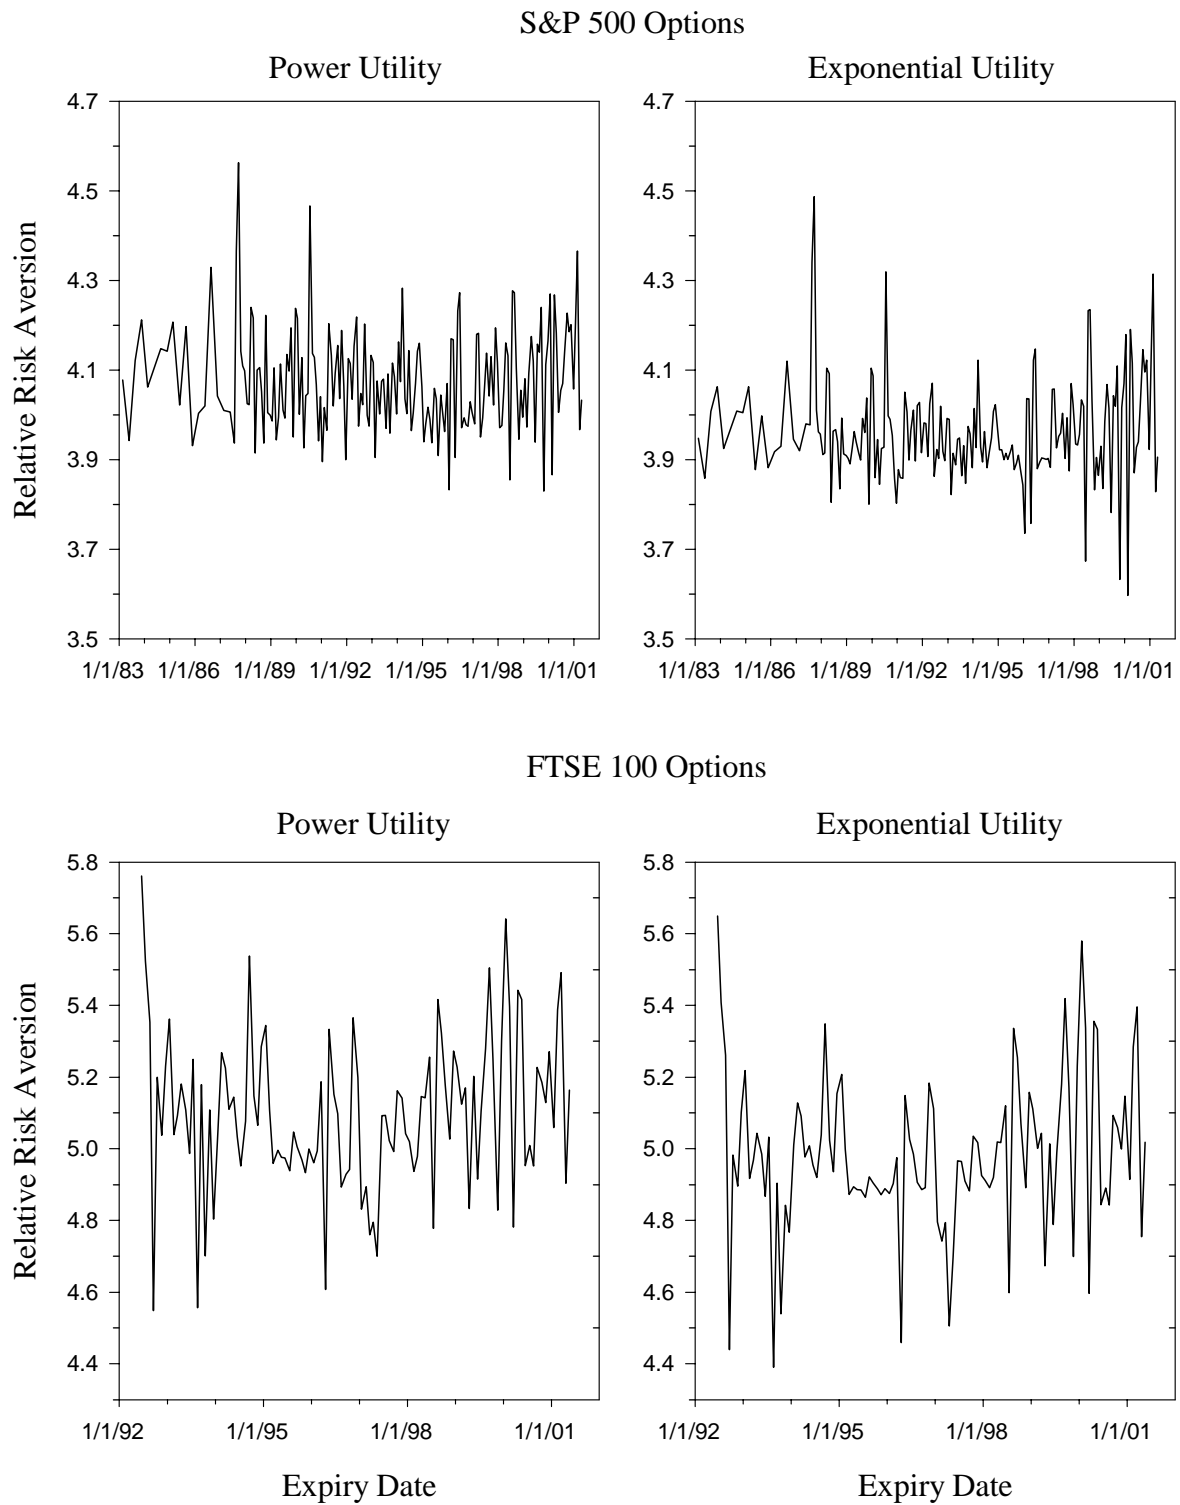 S&P 500 Options
Power Utility
Exponential Utility
Relative Risk Aversion
4.7
4.5
4.3
4.1
3.9
3.7
3.5
1/1/83 1/1/86 1/1/89 1/1/92 1/1/95 1/1/98 1/1/01
4.7
4.5
4.3
4.1
3.9
3.7
3.5
1/1/83 1/1/86 1/1/89 1/1/92 1/1/95 1/1/98 1/1/01
FTSE 100 Options
Power Utility
Exponential Utility
Relative Risk Aversion
5.8
5.6
5.4
5.2
5.0
4.8
4.6
4.4
1/1/92 1/1/95 1/1/98 1/1/01
Expiry Date
5.8
5.6
5.4
5.2
5.0
4.8
4.6
4.4
1/1/92 1/1/95 1/1/98 1/1/01
Expiry Date